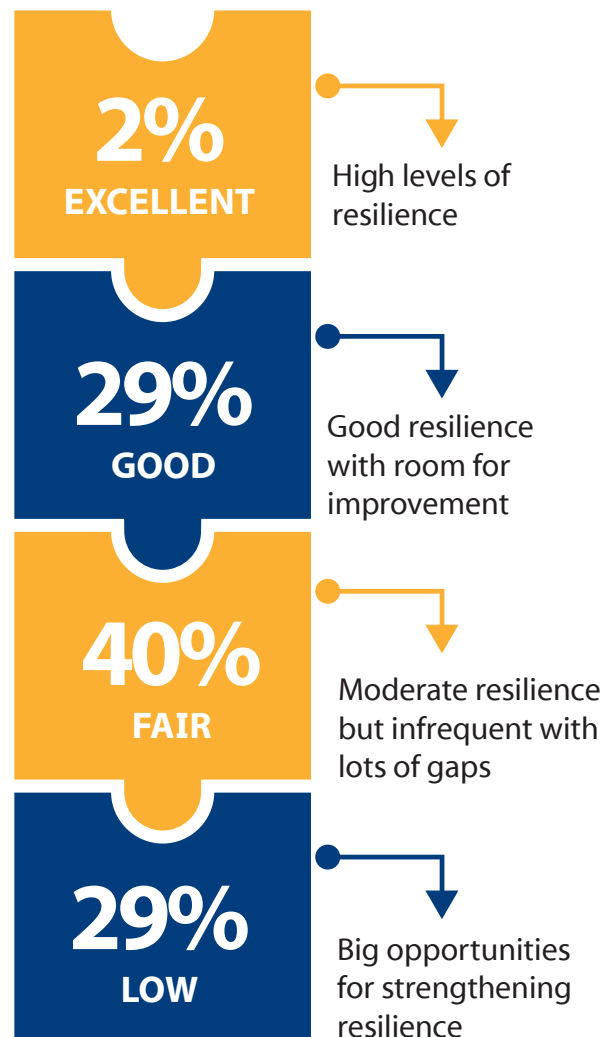 2%
EXCELLENT
High levels of
resilience
29%
GOOD
Good resilience
with room for
improvement
40%
FAIR
Moderate resilience
but infrequent with
lots of gaps
29%
LOW
Big opportunities
for strengthening
resilience